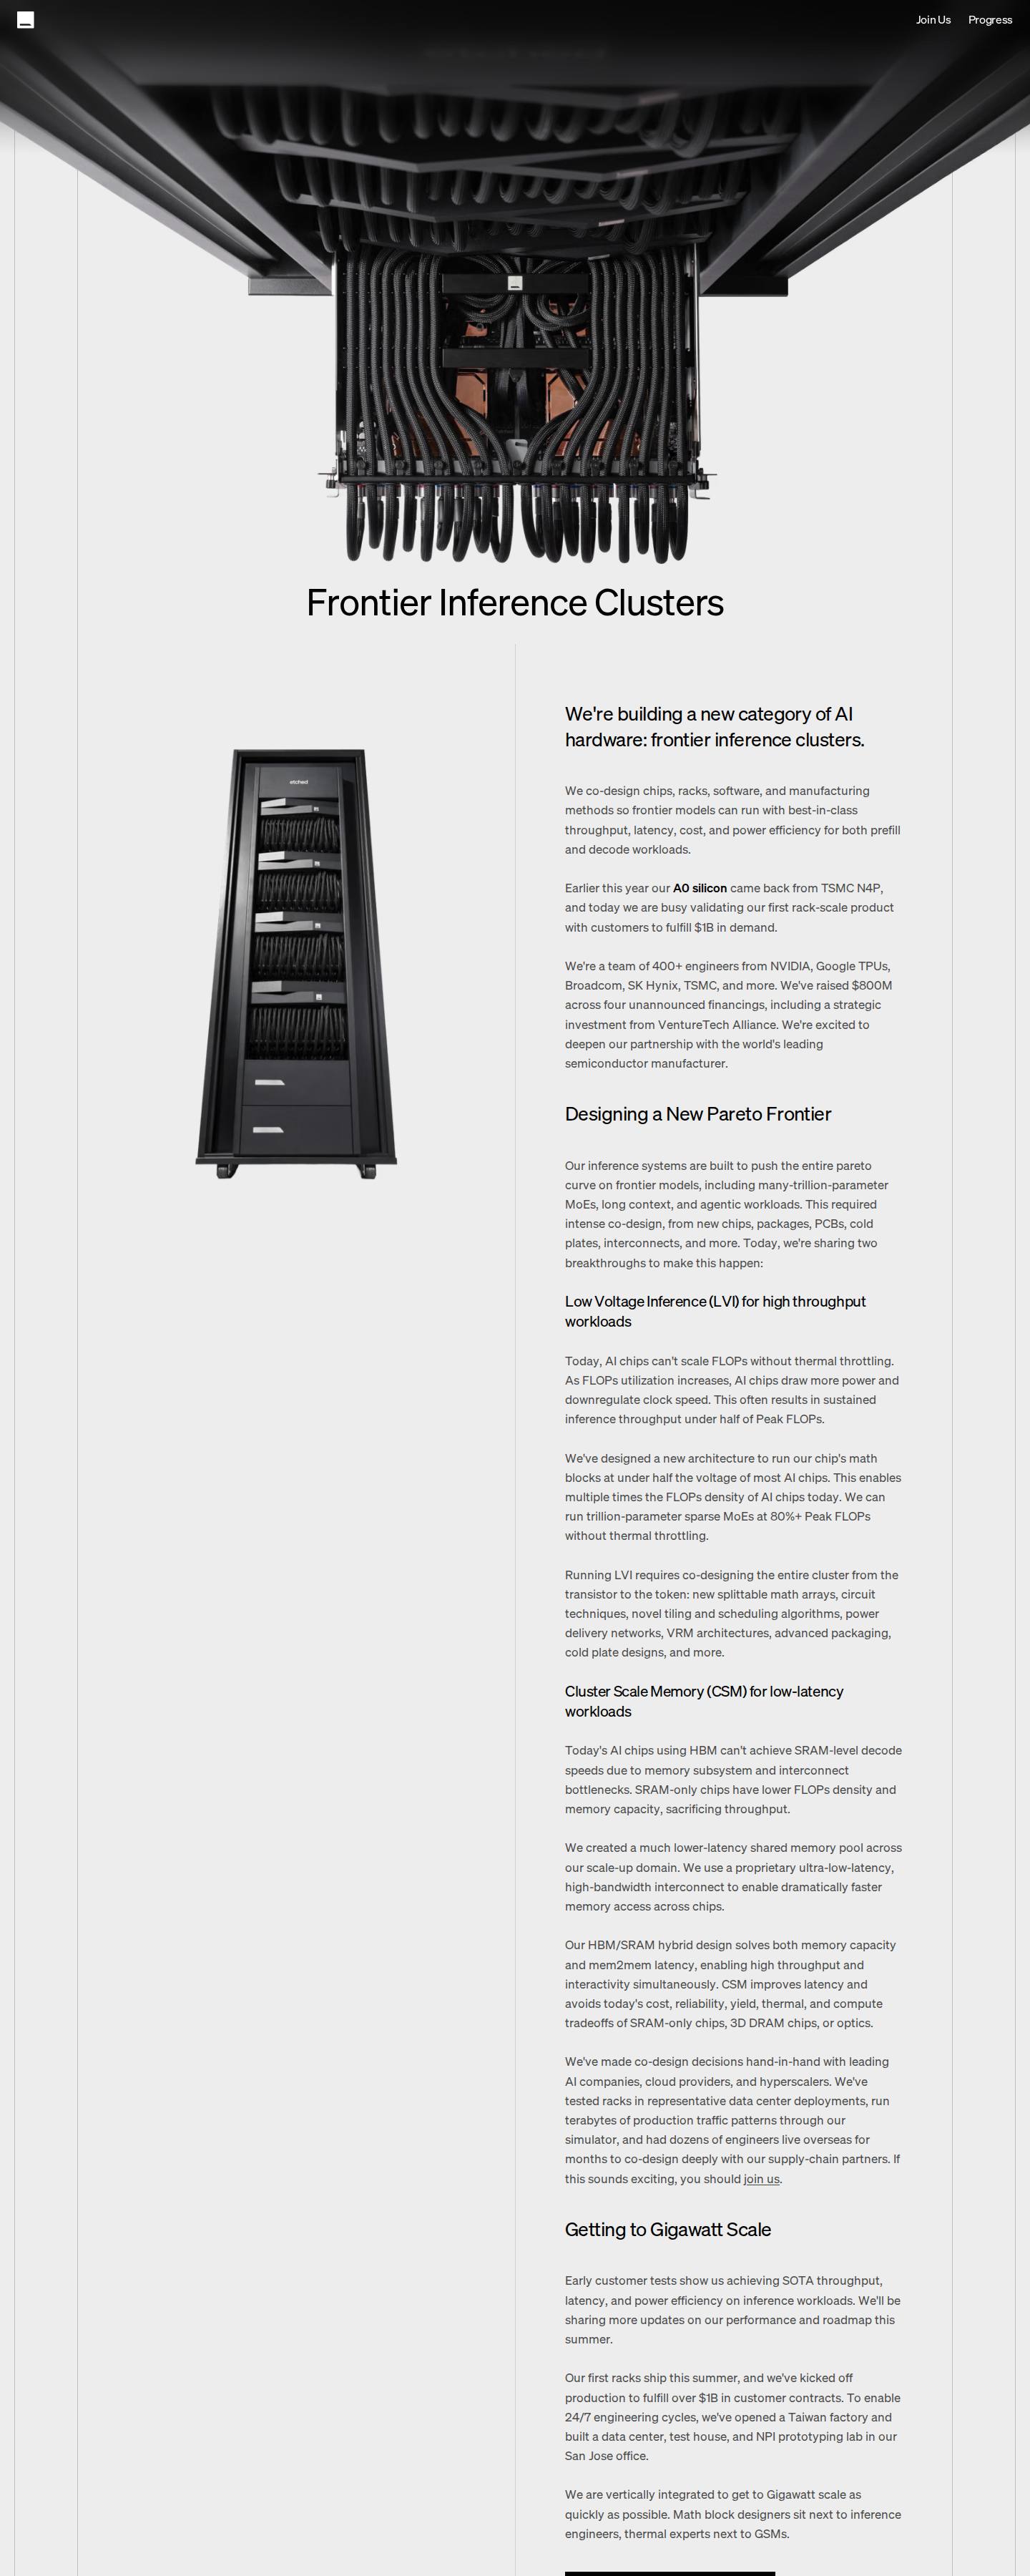 Join Us Progress
Frontier Inference Clusters
etched
We're building a new category of AI
hardware: frontier inference clusters.
We co-design chips, racks, software, and manufacturing
methods so frontier models can run with best-in-class
throughput, latency, cost, and power efficiency for both prefill
and decode workloads.
Earlier this year our A0 silicon came back from TSMC N4P,
and today we are busy validating our first rack-scale product
with customers to fulfill $1B in demand.
We're a team of 400+ engineers from NVIDIA, Google TPUs,
Broadcom, SK Hynix, TSMC, and more. We've raised $800M
across four unannounced financings, including a strategic
investment from VentureTech Alliance. We're excited to
deepen our partnership with the world's leading
semiconductor manufacturer.
Designing a New Pareto Frontier
Our inference systems are built to push the entire pareto
curve on frontier models, including many-trillion-parameter
MoEs, long context, and agentic workloads. This required
intense co-design, from new chips, packages, PCBs, cold
plates, interconnects, and more. Today, we're sharing two
breakthroughs to make this happen:
Low Voltage Inference (LVI) for high throughput
workloads
Today, AI chips can't scale FLOPs without thermal throttling.
As FLOPs utilization increases, AI chips draw more power and
downregulate clock speed. This often results in sustained
inference throughput under half of Peak FLOPs.
We've designed a new architecture to run our chip's math
blocks at under half the voltage of most AI chips. This enables
multiple times the FLOPs density of AI chips today. We can
run trillion-parameter sparse MoEs at 80%+ Peak FLOPs
without thermal throttling.
Running LVI requires co-designing the entire cluster from the
transistor to the token: new splittable math arrays, circuit
techniques, novel tiling and scheduling algorithms, power
delivery networks, VRM architectures, advanced packaging,
cold plate designs, and more.
Cluster Scale Memory (CSM) for low-latency
workloads
Today's AI chips using HBM can't achieve SRAM-level decode
speeds due to memory subsystem and interconnect
bottlenecks. SRAM-only chips have lower FLOPs density and
memory capacity, sacrificing throughput.
We created a much lower-latency shared memory pool across
our scale-up domain. We use a proprietary ultra-low-latency,
high-bandwidth interconnect to enable dramatically faster
memory access across chips.
Our HBM/SRAM hybrid design solves both memory capacity
and mem2mem latency, enabling high throughput and
interactivity simultaneously. CSM improves latency and
avoids today's cost, reliability, yield, thermal, and compute
tradeoffs of SRAM-only chips, 3D DRAM chips, or optics.
We've made co-design decisions hand-in-hand with leading
AI companies, cloud providers, and hyperscalers. We've
tested racks in representative data center deployments, run
terabytes of production traffic patterns through our
simulator, and had dozens of engineers live overseas for
months to co-design deeply with our supply-chain partners. If
this sounds exciting, you should join us.
Getting to Gigawatt Scale
Early customer tests show us achieving SOTA throughput,
latency, and power efficiency on inference workloads. We'll be
sharing more updates on our performance and roadmap this
summer.
Our first racks ship this summer, and we've kicked off
production to fulfill over $1B in customer contracts. To enable
24/7 engineering cycles, we've opened a Taiwan factory and
built a data center, test house, and NPI prototyping lab in our
San Jose office.
We are vertically integrated to get to Gigawatt scale as
quickly as possible. Math block designers sit next to inference
engineers, thermal experts next to GSMs.